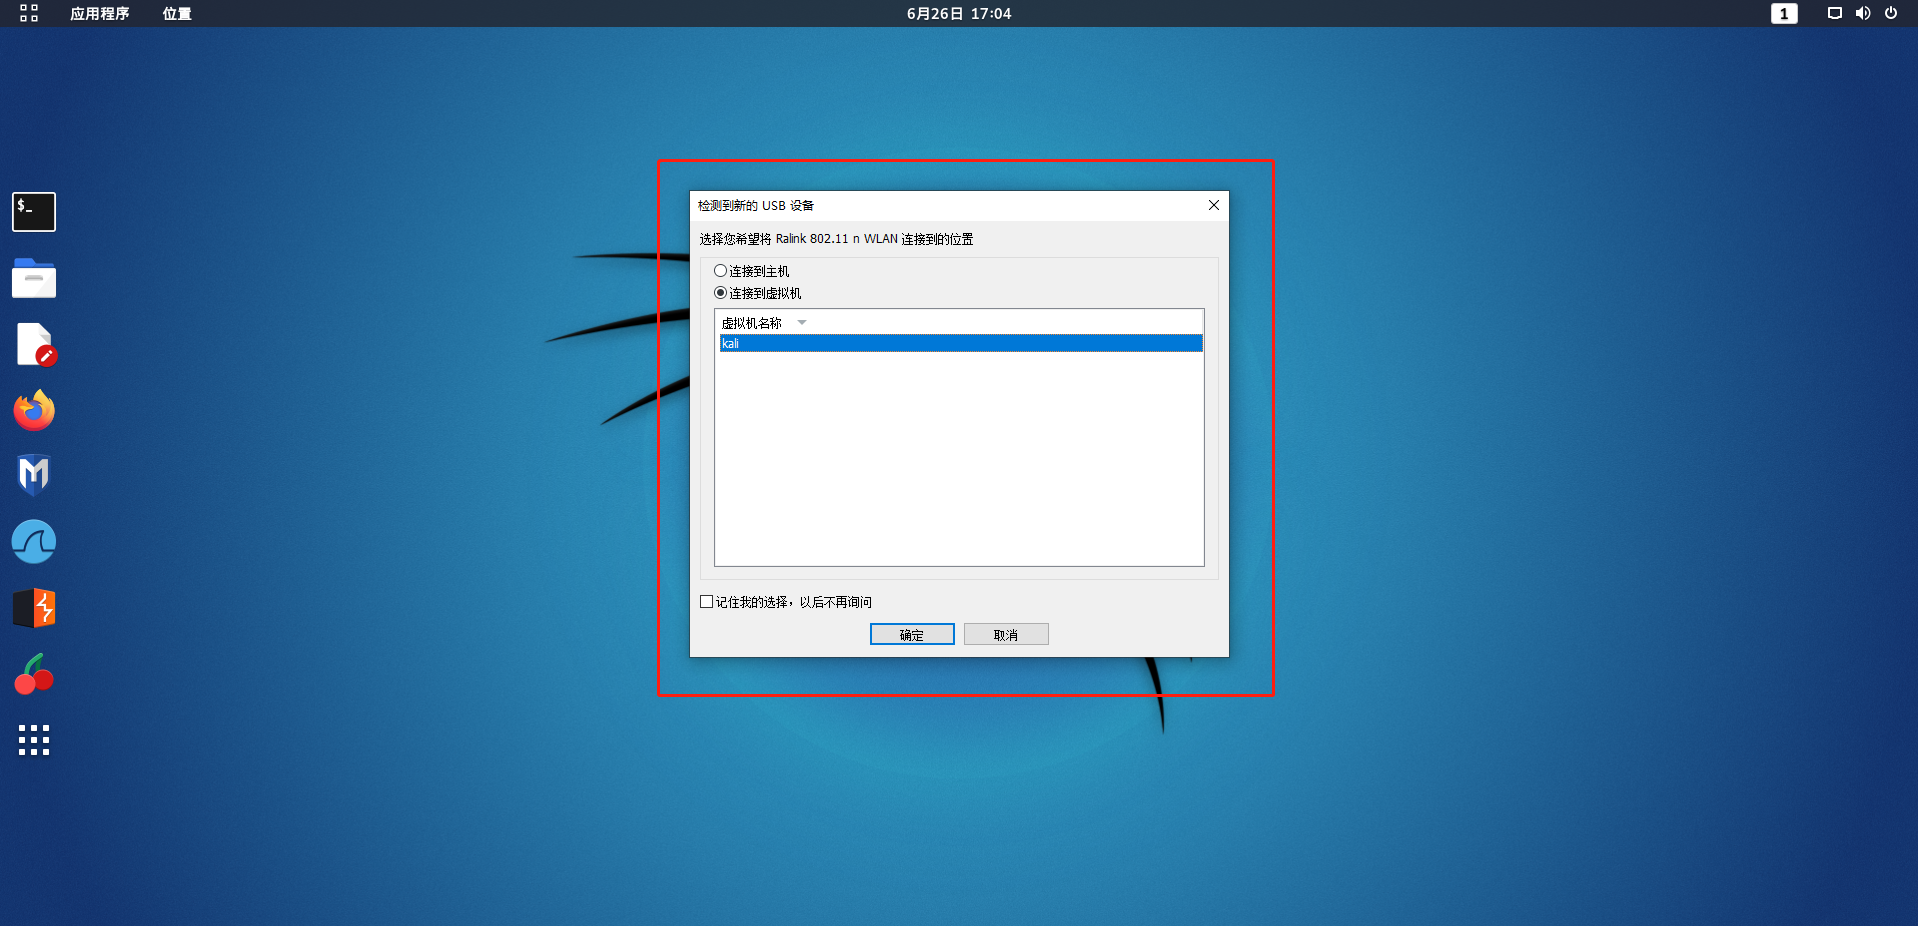 应用程序 位置 6月26日 17:04 1
$_
检测到新的 USB 设备
选择您希望将 Ralink 802.11 n WLAN 连接到的位置
连接到主机
连接到虚拟机
虚拟机名称
kali
记住我的选择，以后不再询问
确定 取消